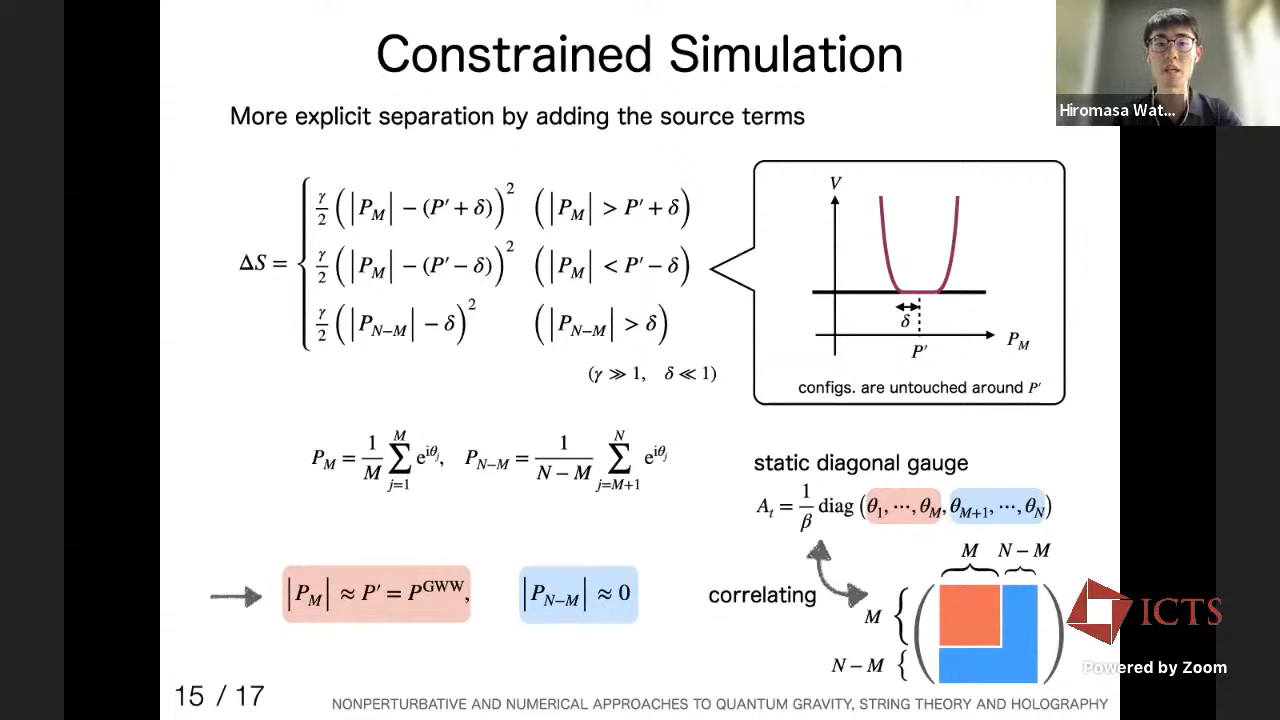 Constrained Simulation
Hiromasa Wat...
More explicit separation by adding the source terms
ΔS = { γ/2 (|P_M| − (P′ + δ))² (|P_M| > P′ + δ)
γ/2 (|P_M| − (P′ − δ))² (|P_M| < P′ − δ)
γ/2 (|P_{N−M}| − δ)² (|P_{N−M}| > δ)
(γ ≫ 1, δ ≪ 1)
V
δ
P′
P_M
configs. are untouched around P′
P_M = 1/M ∑_{j=1}^{M} e^{iθ_j}, P_{N−M} = 1/(N − M) ∑_{j=M+1}^{N} e^{iθ_j}
static diagonal gauge
A_t = 1/β diag (θ_1, ⋯, θ_M, θ_{M+1}, ⋯, θ_N)
|P_M| ≈ P′ = P^{GWW}, |P_{N−M}| ≈ 0
correlating
M N − M
M
N − M
ICTS
Powered by Zoom
15 / 17
NONPERTURBATIVE AND NUMERICAL APPROACHES TO QUANTUM GRAVITY, STRING THEORY AND HOLOGRAPHY